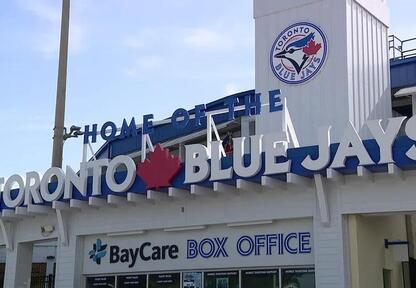 TORONTO
BLUE JAYS
HOME OF THE
TORONTO BLUE JAYS
BayCare BOX OFFICE